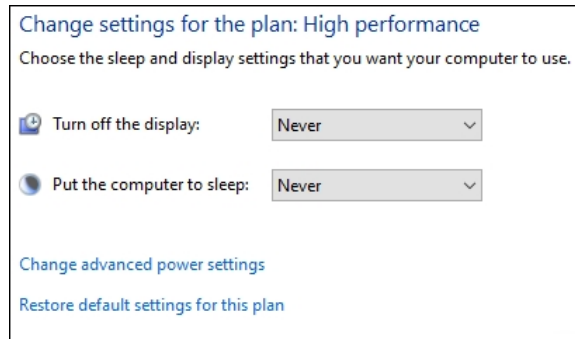 Change settings for the plan: High performance
Choose the sleep and display settings that you want your computer to use.
Turn off the display: Never
Put the computer to sleep: Never
Change advanced power settings
Restore default settings for this plan